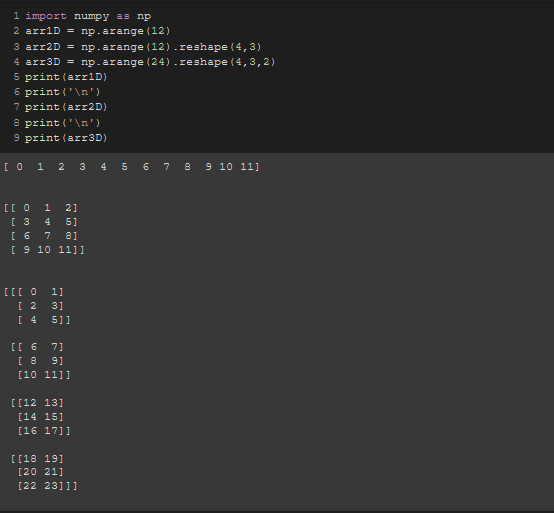 1 import numpy as np
2 arr1D = np.arange(12)
3 arr2D = np.arange(12).reshape(4,3)
4 arr3D = np.arange(24).reshape(4,3,2)
5 print(arr1D)
6 print('\n')
7 print(arr2D)
8 print('\n')
9 print(arr3D)
[ 0  1  2  3  4  5  6  7  8  9 10 11]
[[ 0  1  2]
 [ 3  4  5]
 [ 6  7  8]
 [ 9 10 11]]
[[[ 0  1]
  [ 2  3]
  [ 4  5]]
 [[ 6  7]
  [ 8  9]
  [10 11]]
 [[12 13]
  [14 15]
  [16 17]]
 [[18 19]
  [20 21]
  [22 23]]]